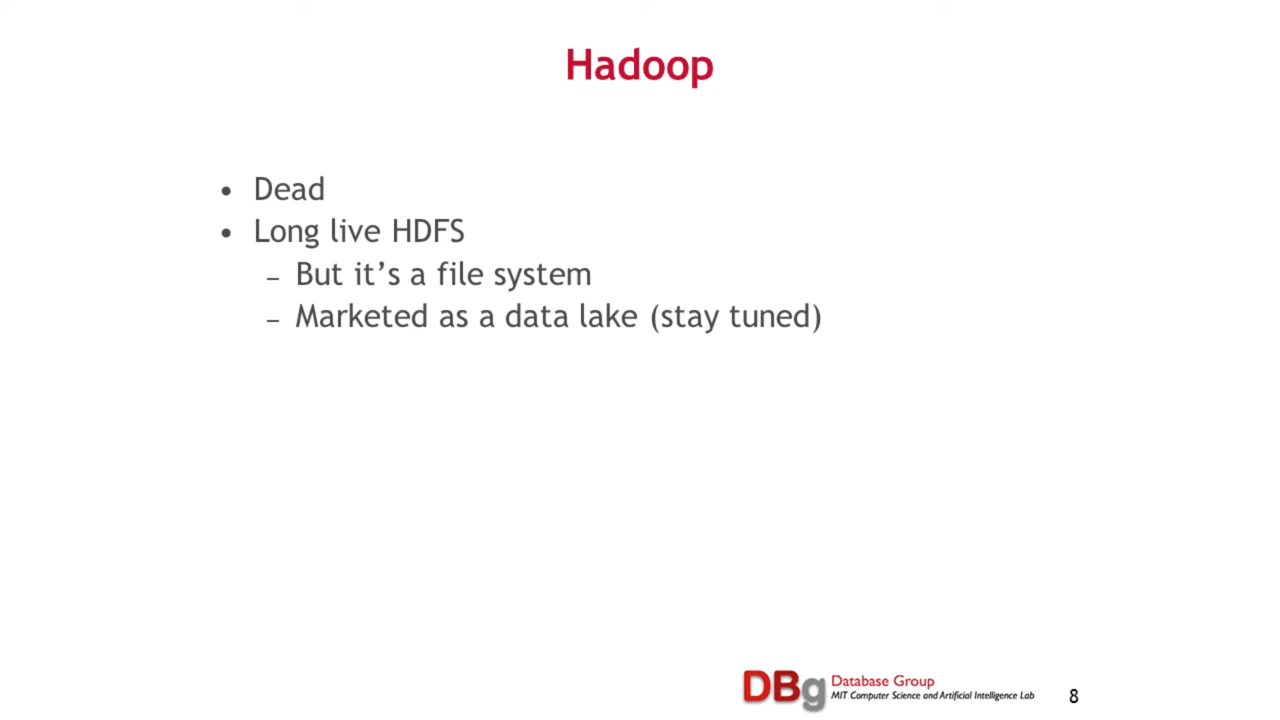 Hadoop
• Dead
• Long live HDFS
– But it’s a file system
– Marketed as a data lake (stay tuned)
DBg Database Group
MIT Computer Science and Artificial Intelligence Lab
8